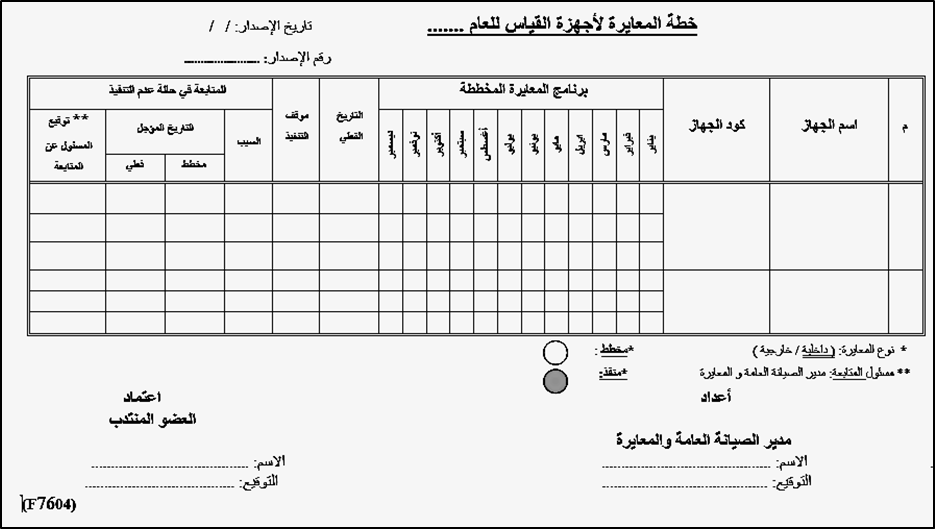 خطة المعايرة لأجهزة القياس للعام .......
تاريخ الإصدار: / /
رقم الإصدار: ......................
م
اسم الجهاز
كود الجهاز
برنامج المعايرة المخططة
يناير
فبراير
مارس
ابريل
مايو
يونيو
يوليو
أغسطس
سبتمبر
أكتوبر
نوفمبر
ديسمبر
التاريخ الفعلي
موقف التنفيذ
للمتابعة في حالة عدم التنفيذ
السبب
التاريخ المؤجل
مخطط
فعلي
** توقيع
المسئول عن
المتابعة
* نوع المعايرة: ( داخلية / خارجية )
*مخطط :
** مسئول المتابعة: مدير الصيانة العامة و المعايرة
*منفذ:
أعداد
اعتماد
العضو المنتدب
مدير الصيانة العامة والمعايرة
الاسم: ......................
الاسم: ......................
التوقيع: ......................
التوقيع: ......................
(F7604)